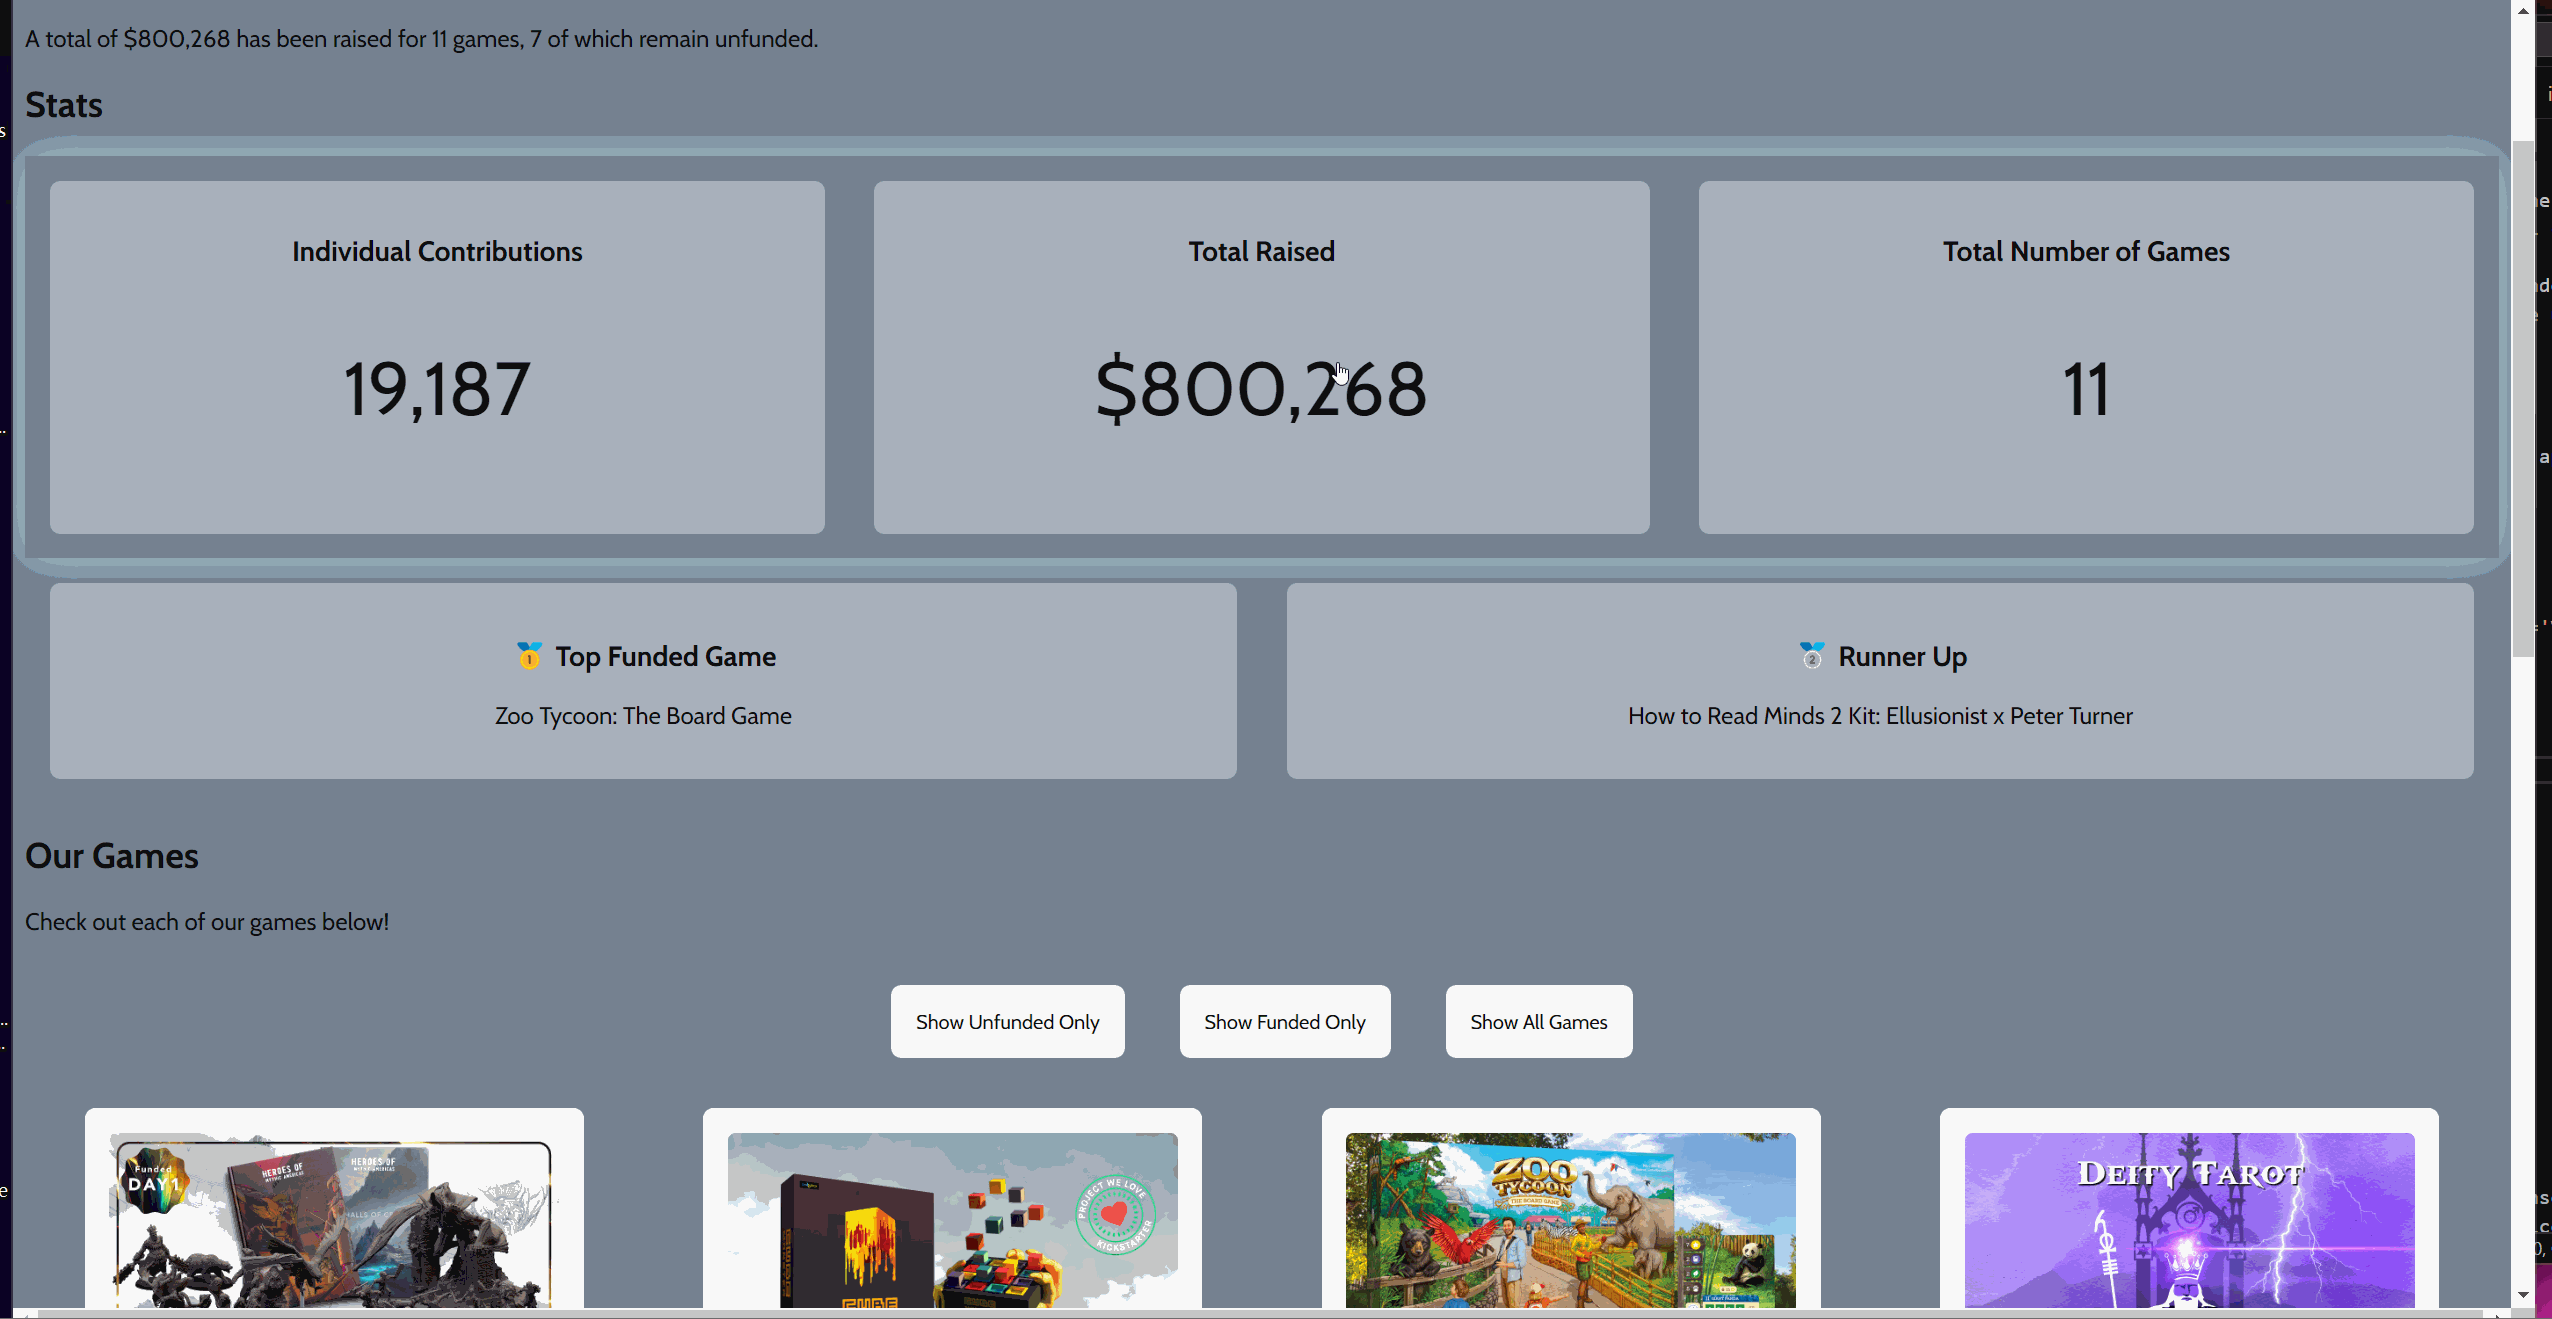 A total of $800,268 has been raised for 11 games, 7 of which remain unfunded.
Stats
Individual Contributions
Total Raised
Total Number of Games
19,187
$800,268
11
🥇 Top Funded Game
🥈 Runner Up
Zoo Tycoon: The Board Game
How to Read Minds 2 Kit: Ellusionist x Peter Turner
Our Games
Check out each of our games below!
Show Unfunded Only
Show Funded Only
Show All Games
Funded
DAY1
HEROES OF
HEROES OF
PROJECT WE LOVE
KICKSTARTER
CUBE
ZOO
TYCOON
THE BOARD GAME
DEITY TAROT